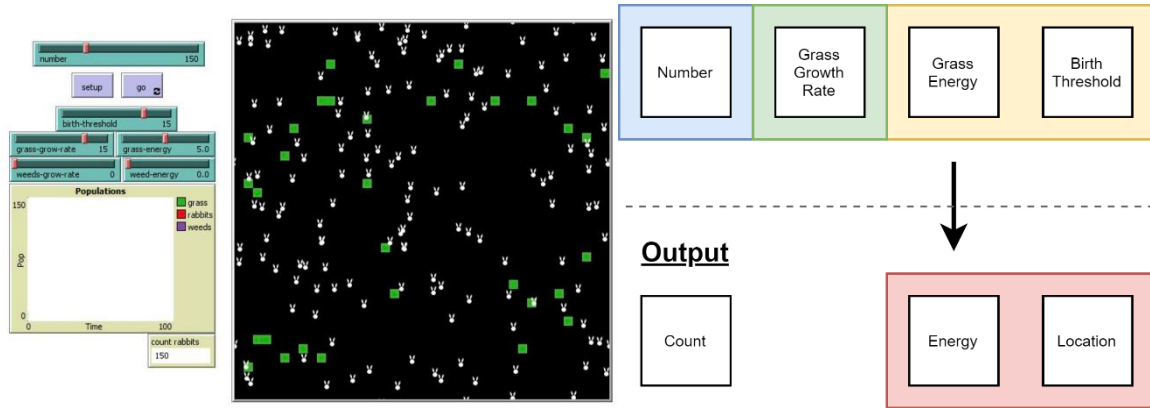 number 150
setup
go
birth-threshold 15
grass-grow-rate 15
grass-energy 5.0
weeds-grow-rate 0
weed-energy 0.0
Populations
150
Pop
0
0
Time
100
grass
rabbits
weeds
count rabbits
150
Number
Grass
Growth
Rate
Grass
Energy
Birth
Threshold
Output
Count
Energy
Location